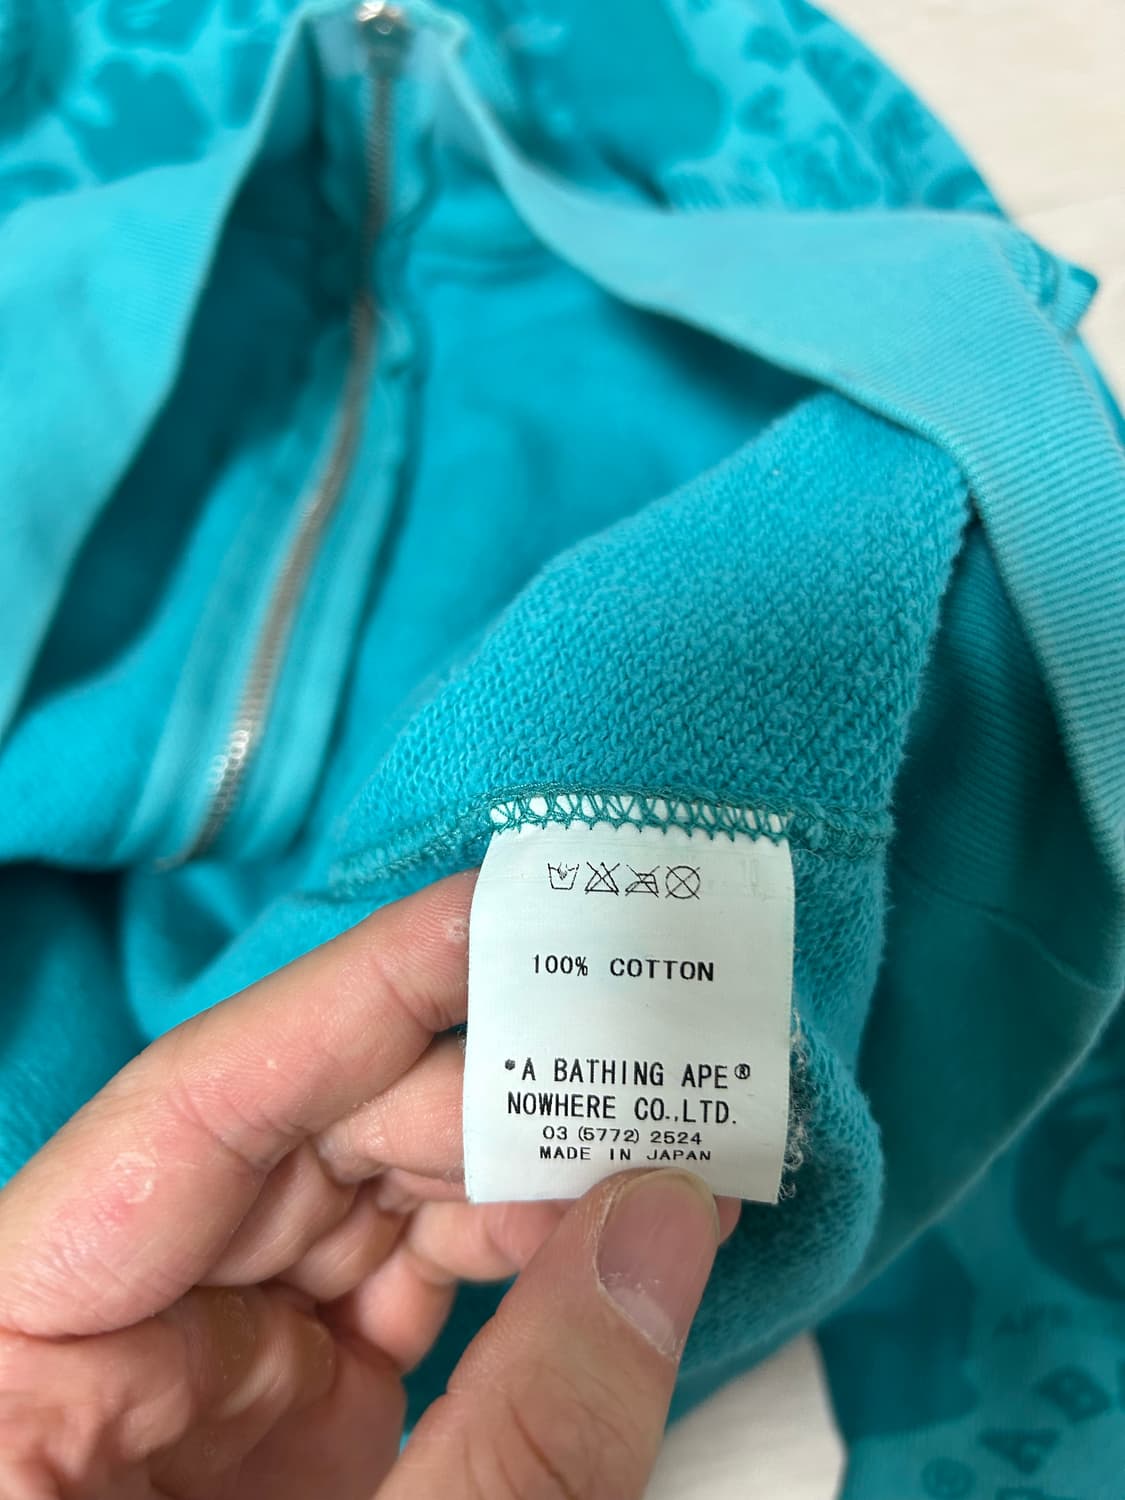 100% COTTON
*A BATHING APE®
NOWHERE CO.,LTD.
03 (5772) 2524
MADE IN JAPAN